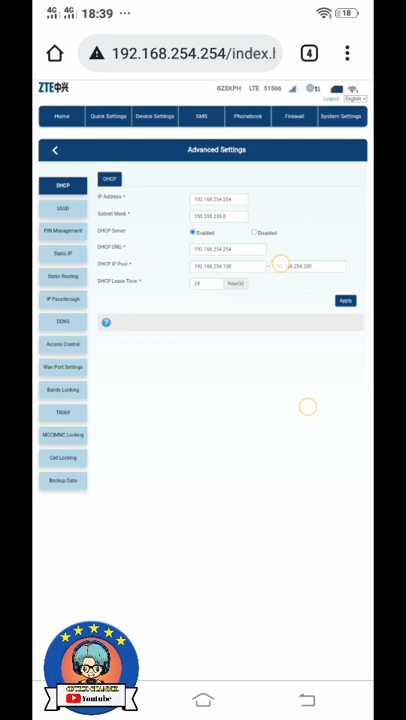 4G 4G 18:39 18
192.168.254.254/index.h 4
ZTE中兴 GZEKPH LTE 51566
Logout English
Home Quick Settings Device Settings SMS Phonebook Firewall System Settings
Advanced Settings
DHCP
USSD
PIN Management
Static IP
Static Routing
IP Passthrough
DDNS
Access Control
Wan Port Settings
Bands Locking
TR069
MCC|MNC Locking
Cell Locking
Backup Data
DHCP
IP Address * 192.168.254.254
Subnet Mask * 255.255.255.0
DHCP Server Enabled Disabled
DHCP DNS * 192.168.254.254
DHCP IP Pool * 192.168.254.100 - 192.168.254.200
DHCP Lease Time * 24 hour(s)
Apply
?
YouTube